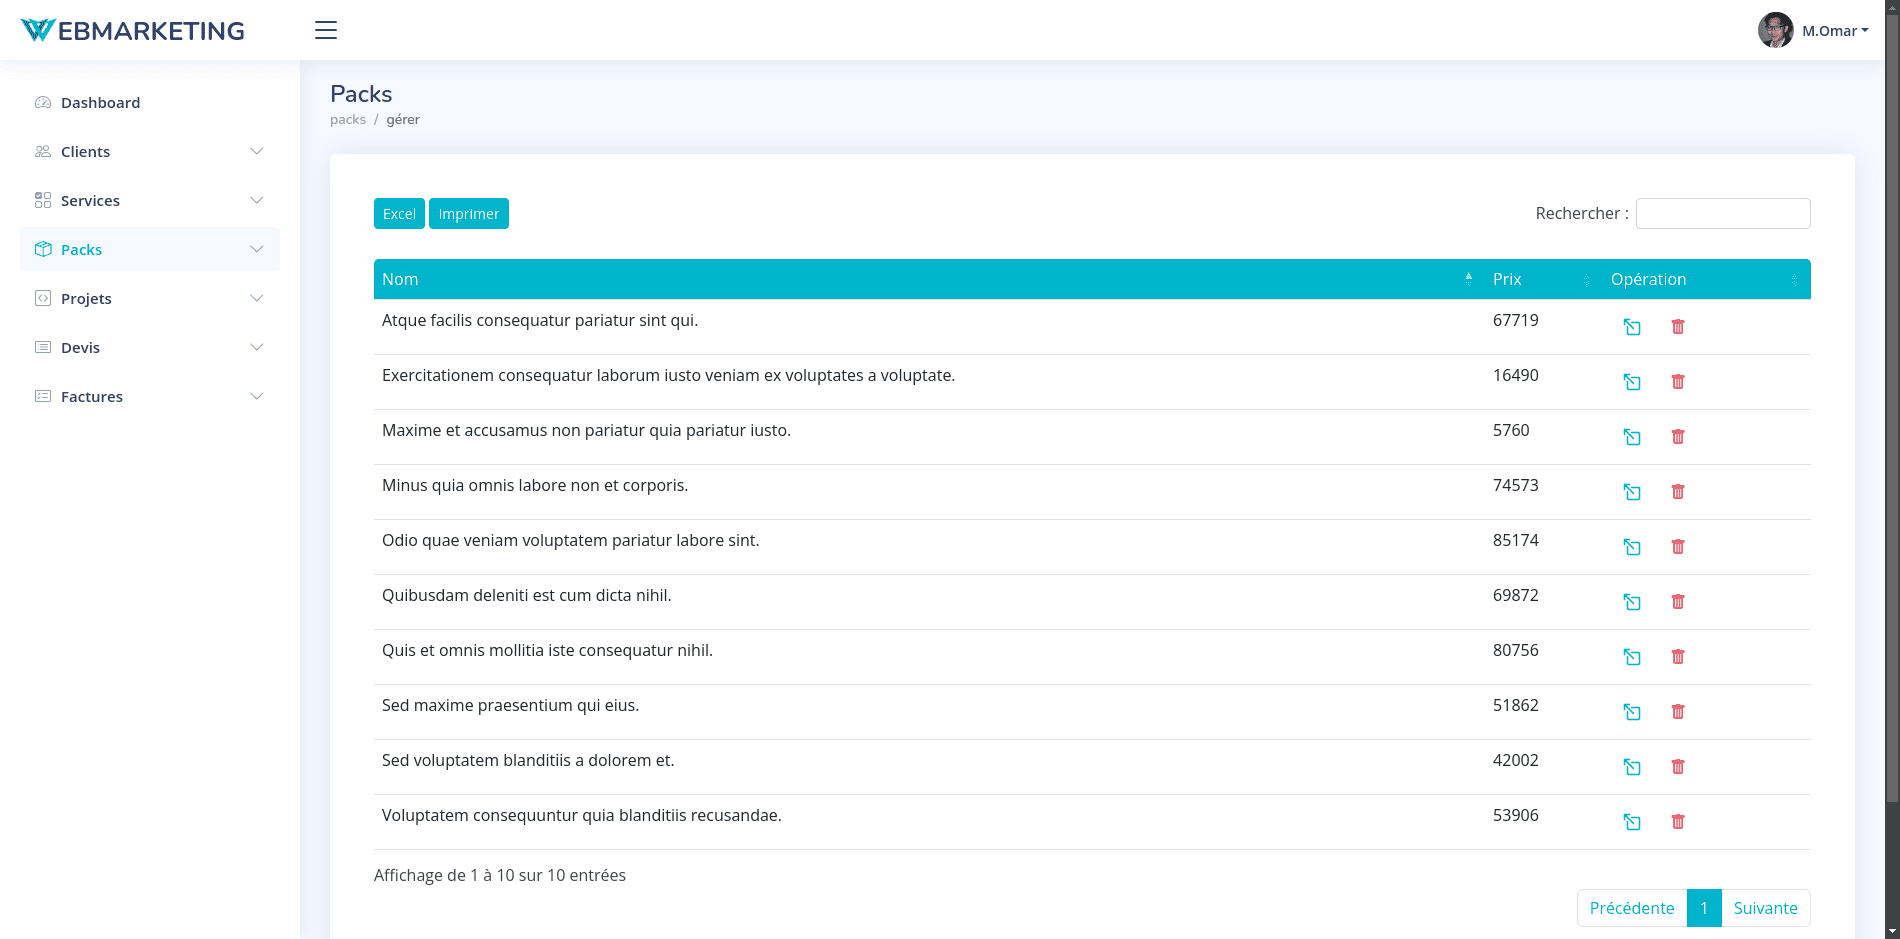 WEBMARKETING
M.Omar
Dashboard
Clients
Services
Packs
Projets
Devis
Factures
Packs
packs / gérer
Excel Imprimer
Rechercher :
Nom Prix Opération
Atque facilis consequatur pariatur sint qui. 67719
Exercitationem consequatur laborum iusto veniam ex voluptates a voluptate. 16490
Maxime et accusamus non pariatur quia pariatur iusto. 5760
Minus quia omnis labore non et corporis. 74573
Odio quae veniam voluptatem pariatur labore sint. 85174
Quibusdam deleniti est cum dicta nihil. 69872
Quis et omnis mollitia iste consequatur nihil. 80756
Sed maxime praesentium qui eius. 51862
Sed voluptatem blanditiis a dolorem et. 42002
Voluptatem consequuntur quia blanditiis recusandae. 53906
Affichage de 1 à 10 sur 10 entrées
Précédente 1 Suivante